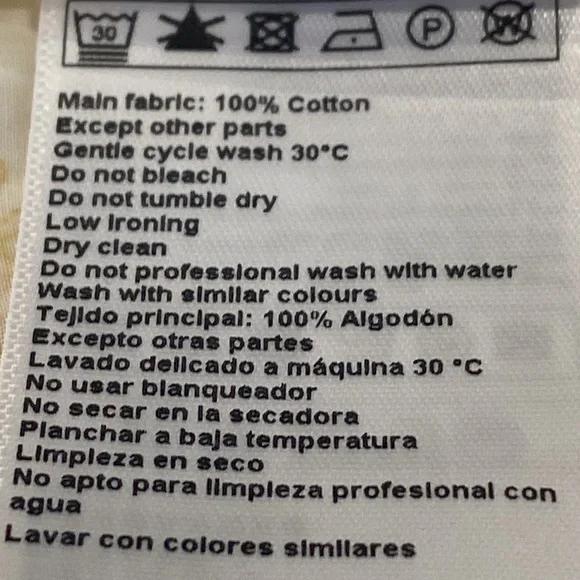 30 P W
Main fabric: 100% Cotton
Except other parts
Gentle cycle wash 30°C
Do not bleach
Do not tumble dry
Low Ironing
Dry clean
Do not professional wash with water
Wash with similar colours
Tejido principal: 100% Algodón
Excepto otras partes
Lavado delicado a máquina 30 °C
No usar blanqueador
No secar en la secadora
Planchar a baja temperatura
Limpieza en seco
No apto para limpieza profesional con
agua
Lavar con colores similares